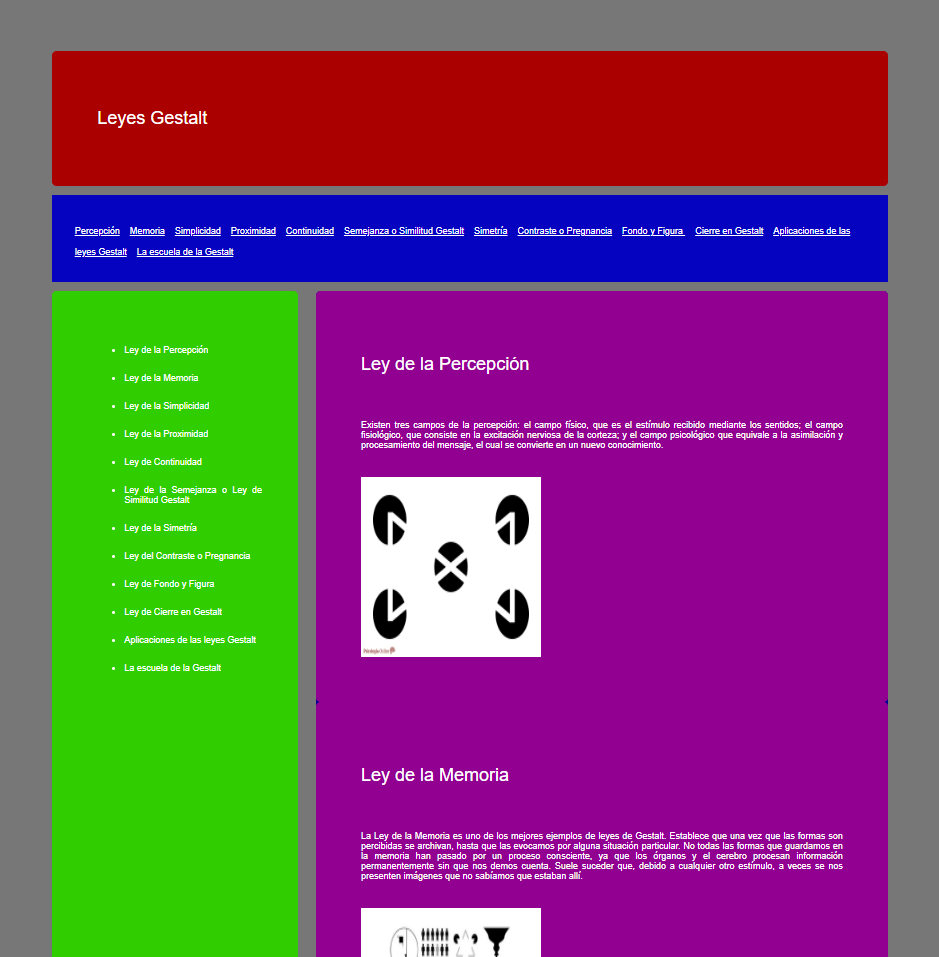 Leyes Gestalt
Percepción Memoria Simplicidad Proximidad Continuidad Semejanza o Similitud Gestalt Simetría Contraste o Pregnancia Fondo y Figura Cierre en Gestalt Aplicaciones de las
leyes Gestalt La escuela de la Gestalt
Ley de la Percepción
Ley de la Memoria
Ley de la Simplicidad
Ley de la Proximidad
Ley de Continuidad
Ley de la Semejanza o Ley de
Similitud Gestalt
Ley de la Simetría
Ley del Contraste o Pregnancia
Ley de Fondo y Figura
Ley de Cierre en Gestalt
Aplicaciones de las leyes Gestalt
La escuela de la Gestalt
Ley de la Percepción
Existen tres campos de la percepción: el campo físico, que es el estímulo recibido mediante los sentidos; el campo
fisiológico, que consiste en la excitación nerviosa de la corteza; y el campo psicológico que equivale a la asimilación y
procesamiento del mensaje, el cual se convierte en un nuevo conocimiento.
Ley de la Memoria
La Ley de la Memoria es uno de los mejores ejemplos de leyes de Gestalt. Establece que una vez que las formas son
percibidas se archivan, hasta que las evocamos por alguna situación particular. No todas las formas que guardamos en
la memoria han pasado por un proceso consciente, ya que los órganos y el cerebro procesan información
permanentemente sin que nos demos cuenta. Suele suceder que, debido a cualquier otro estímulo, a veces se nos
presenten imágenes que no sabíamos que estaban allí.